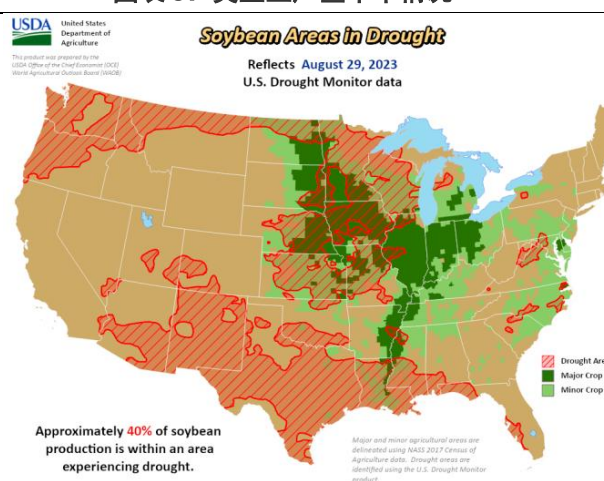 USDA
United States
Department of
Agriculture
This product was prepared by the
USDA Office of the Chief Economist (OCE)
World Agricultural Outlook Board (WAOB)
Soybean Areas in Drought
Reflects August 29, 2023
U.S. Drought Monitor data
Drought Are
Major Crop
Minor Crop
Approximately 40% of soybean
production is within an area
experiencing drought.
Major and minor agricultural areas are
delineated using NASS 2017 Census of
Agriculture data. Drought areas are
identified using the U.S. Drought Monitor
product.